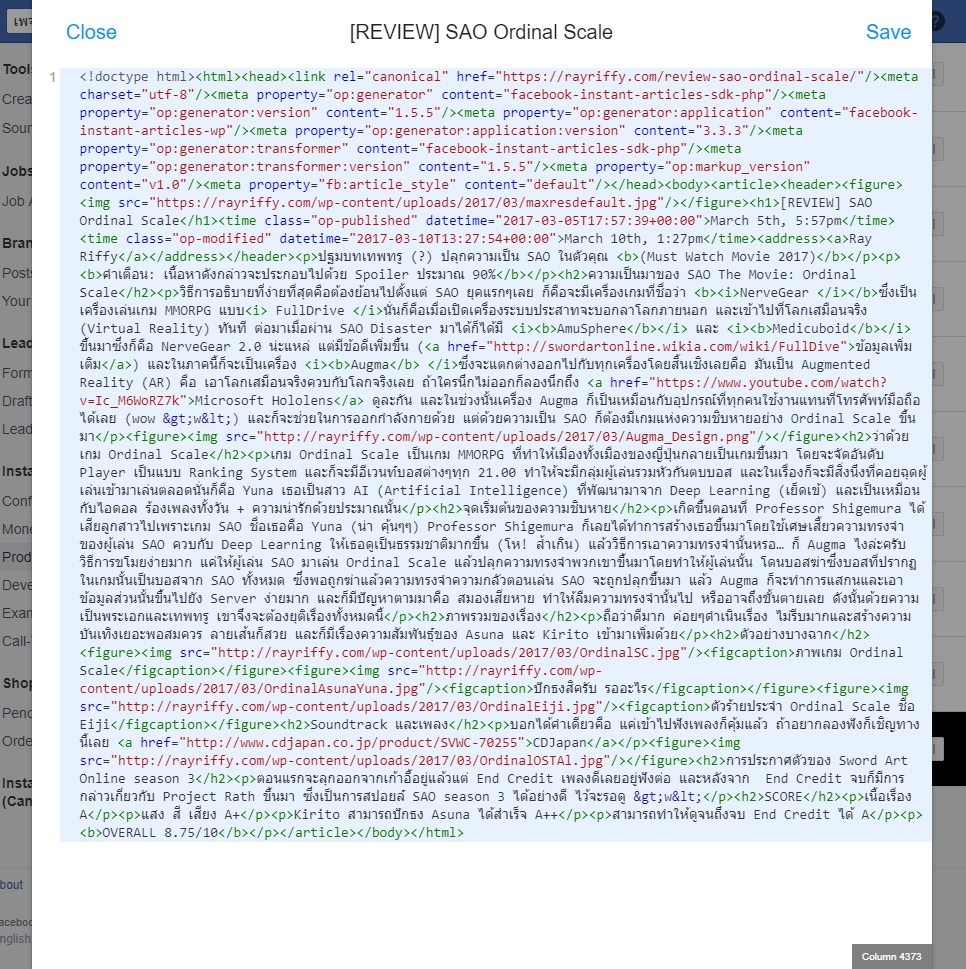 เพจ
Close
[REVIEW] SAO Ordinal Scale
Save
?
1
<!doctype html><html><head><link rel="canonical" href="https://rayriffy.com/review-sao-ordinal-scale/"/><meta
charset="utf-8"/><meta property="op:generator" content="facebook-instant-articles-sdk-php"/><meta
property="op:generator:version" content="1.5.5"/><meta property="op:generator:application" content="facebook-
instant-articles-wp"/><meta property="op:generator:application:version" content="3.3.3"/><meta
property="op:generator:transformer" content="facebook-instant-articles-sdk-php"/><meta
property="op:generator:transformer:version" content="1.5.5"/><meta property="op:markup_version"
content="v1.0"/><meta property="fb:article_style" content="default"/></head><body><article><header><figure>
<img src="https://rayriffy.com/wp-content/uploads/2017/03/maxresdefault.jpg"/></figure><h1>[REVIEW] SAO
Ordinal Scale</h1><time class="op-published" datetime="2017-03-05T17:57:39+00:00">March 5th, 5:57pm</time>
<time class="op-modified" datetime="2017-03-10T13:27:54+00:00">March 10th, 1:27pm</time><address><a>Ray
Riffy</a></address></header><p>ปฐมบทเทพทรู (?) ปลุกความเป็น SAO ในตัวคุณ <b>(Must Watch Movie 2017)</b></p><p>
<b>คำเตือน: เนื้อหาดังกล่าวจะประกอบไปด้วย Spoiler ประมาณ 90%</b></p><h2>ความเป็นมาของ SAO The Movie: Ordinal
Scale</h2><p>วิธีการอธิบายที่ง่ายที่สุดคือต้องย้อนไปตั้งแต่ SAO ยุคแรกๆเลย ก็คือจะมีเครื่องเกมที่ชื่อว่า <b><i>NerveGear </i></b>ซึ่งเป็น
เครื่องเล่นเกม MMORPG แบบ<i> FullDrive </i>นั่นก็คือเมื่อเปิดเครื่องระบบประสาทจะบอกลาโลกภายนอก และเข้าไปที่โลกเสมือนจริง
(Virtual Reality) ทันที ต่อมาเมื่อผ่าน SAO Disaster มาได้ก็ได้มี <i><b>AmuSphere</b></i> และ <i><b>Medicuboid</b></i>
ขึ้นมาซึ่งก็คือ NerveGear 2.0 น่ะแหละ แต่มีข้อดีเพิ่มขึ้น (<a href="http://swordartonline.wikia.com/wiki/FullDive">ข้อมูลเพิ่ม
เติม</a>) และในภาคนี้ก็จะเป็นเครื่อง <i><b>Augma</b> </i>ซึ่งจะแตกต่างออกไปกับทุกเครื่องโดยสิ้นเชิงเลยคือ มันเป็น Augmented
Reality (AR) คือ เอาโลกเสมือนจริงควบกับโลกจริงเลย ถ้าใครนึกไม่ออกก็ลองนึกถึง <a href="https://www.youtube.com/watch?
v=Ic_M6WoRZ7k">Microsoft Hololens</a> ดูละกัน และในช่วงนั้นเครื่อง Augma ก็เป็นเหมือนกับอุปกรณ์ที่ทุกคนใช้งานแทนที่โทรศัพท์มือถือ
ได้เลย (wow &gt;w&lt;) และก็จะช่วยในการออกกำลังกายด้วย แต่ด้วยความเป็น SAO ก็ต้องมีเกมแห่งความชิบหายอย่าง Ordinal Scale ขึ้น
มา</p><figure><img src="http://rayriffy.com/wp-content/uploads/2017/03/Augma_Design.png"/></figure><h2>ว่าด้วย
เกม Ordinal Scale</h2><p>เกม Ordinal Scale เป็นเกม MMORPG ที่ทำให้เมืองทั้งเมืองของญี่ปุ่นกลายเป็นเกมขึ้นมา โดยจะจัดอันดับ
Player เป็นแบบ Ranking System และก็จะมีอีเวนท์บอสต่างๆทุก 21.00 ทำให้จะมีกลุ่มผู้เล่นรวมหัวกันตบบอส และในเรื่องก็จะมีสิ่งนึงที่คอยฉุดผู้
เล่นเข้ามาเล่นตลอดนั่นก็คือ Yuna เธอเป็นสาว AI (Artificial Intelligence) ที่พัฒนามาจาก Deep Learning (เย็ดเข้) และเป็นเหมือน
กับไอดอล ร้องเพลงทั้งวัน + ความน่ารักด้วยประมาณนั้น</p><h2>จุดเริ่มต้นของความชิบหาย</h2><p>เกิดขึ้นตอนที่ Professor Shigemura ได้
เสียลูกสาวไปเพราะเกม SAO ชื่อเธอคือ Yuna (น่า คุ้นๆๆ) Professor Shigemura ก็เลยได้ทำการสร้างเธอขึ้นมาโดยใช้เศษเสี้ยวความทรงจำ
ของผู้เล่น SAO ควบกับ Deep Learning ให้เธอดูเป็นธรรมชาติมากขึ้น (โห! ล้ำเกิน) แล้ววิธีการเอาความทรงจำนั้นหรอ… ก็ Augma ไงล่ะครับ
วิธีการขโมยง่ายมาก แค่ให้ผู้เล่น SAO มาเล่น Ordinal Scale แล้วปลุกความทรงจำพวกเขาขึ้นมาโดยทำให้ผู้เล่นนั้น โดนบอสฆ่าซึ่งบอสที่ปรากฏ
ในเกมนั้นเป็นบอสจาก SAO ทั้งหมด ซึ่งพอถูกฆ่าแล้วความทรงจำความกลัวตอนเล่น SAO จะถูกปลุกขึ้นมา แล้ว Augma ก็จะทำการแสกนและเอา
ข้อมูลส่วนนั้นขึ้นไปยัง Server ง่ายมาก และก็มีปัญหาตามมาคือ สมองเสียหาย ทำให้ลืมความทรงจำนั้นไป หรืออาจถึงขั้นตายเลย ดังนั้นด้วยความ
เป็นพระเอกและเทพทรู เขาจึงจะต้องยุติเรื่องทั้งหมดนี้</p><h2>ภาพรวมของเรื่อง</h2><p>ถือว่าดีมาก ค่อยๆดำเนินเรื่อง ไม่รีบมากและสร้างความ
บันเทิงเยอะพอสมควร ลายเส้นก็สวย และก็มีเรื่องความสัมพันธุ์ของ Asuna และ Kirito เข้ามาเพิ่มด้วย</p><h2>ตัวอย่างบางฉาก</h2>
<figure><img src="http://rayriffy.com/wp-content/uploads/2017/03/OrdinalSC.jpg"/><figcaption>ภาพเกม Ordinal
Scale</figcaption></figure><figure><img src="http://rayriffy.com/wp-
content/uploads/2017/03/OrdinalAsunaYuna.jpg"/><figcaption>ปักธงสิครับ รออะไร</figcaption></figure><figure><img
src="http://rayriffy.com/wp-content/uploads/2017/03/OrdinalEiji.jpg"/><figcaption>ตัวร้ายประจำ Ordinal Scale ชื่อ
Eiji</figcaption></figure><h2>Soundtrack และเพลง</h2><p>บอกได้คำเดียวคือ แค่เข้าไปฟังเพลงก็คุ้มแล้ว ถ้าอยากลองฟังก็เชิญทาง
นี้เลย <a href="http://www.cdjapan.co.jp/product/SVWC-70255">CDJapan</a></p><figure><img
src="http://rayriffy.com/wp-content/uploads/2017/03/OrdinalOSTAl.jpg"/></figure><h2>การประกาศตัวของ Sword Art
Online season 3</h2><p>ตอนแรกจะลุกออกจากเก้าอี้อยู่แล้วแต่ End Credit เพลงดีเลยอยู่ฟังต่อ และหลังจาก  End Credit จบก็มีการ
กล่าวเกี่ยวกับ Project Rath ขึ้นมา ซึ่งเป็นการสปอยล์ SAO season 3 ได้อย่างดี ไว้จะรอดู &gt;w&lt;</p><h2>SCORE</h2><p>เนื้อเรื่อง
A</p><p>แสง สี เสียง A+</p><p>Kirito สามารถปักธง Asuna ได้สำเร็จ A++</p><p>สามารถทำให้ดูจนถึงจบ End Credit ได้ A</p><p>
<b>OVERALL 8.75/10</b></p></article></body></html>
Column 4373